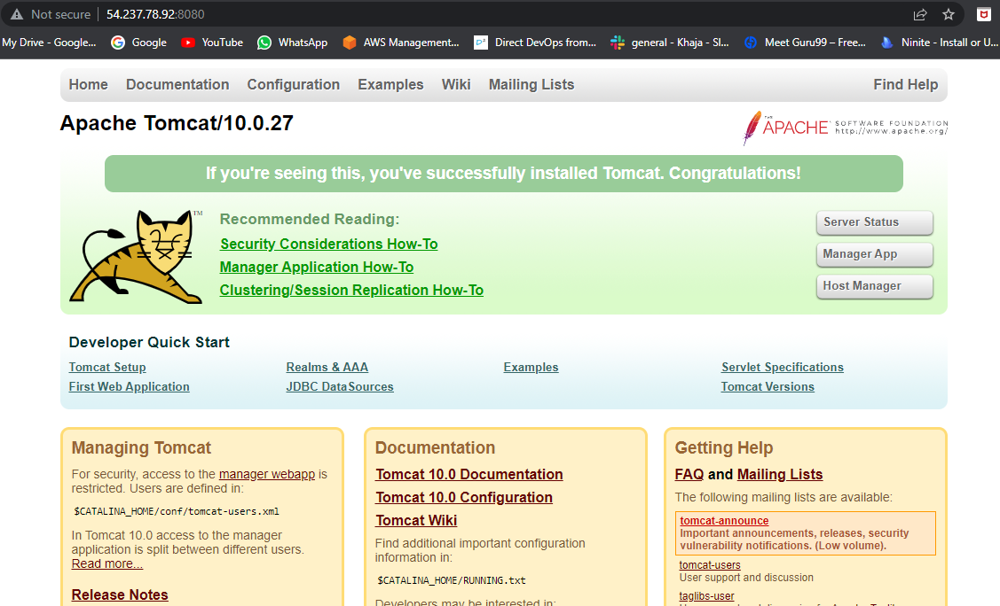 Not secure 54.237.78.92:8080
My Drive - Google... Google YouTube WhatsApp AWS Management... Direct DevOps from... general - Khaja - Sl... Meet Guru99 – Free... Ninite - Install or U...
Home Documentation Configuration Examples Wiki Mailing Lists Find Help
Apache Tomcat/10.0.27
THE APACHE SOFTWARE FOUNDATION
http://www.apache.org/
If you're seeing this, you've successfully installed Tomcat. Congratulations!
TM
Recommended Reading:
Security Considerations How-To
Manager Application How-To
Clustering/Session Replication How-To
Server Status
Manager App
Host Manager
Developer Quick Start
Tomcat Setup Realms & AAA Examples Servlet Specifications
First Web Application JDBC DataSources Tomcat Versions
Managing Tomcat
For security, access to the manager webapp is
restricted. Users are defined in:
$CATALINA_HOME/conf/tomcat-users.xml
In Tomcat 10.0 access to the manager
application is split between different users.
Read more...
Release Notes
Documentation
Tomcat 10.0 Documentation
Tomcat 10.0 Configuration
Tomcat Wiki
Find additional important configuration
information in:
$CATALINA_HOME/RUNNING.txt
Developers may be interested in:
Getting Help
FAQ and Mailing Lists
The following mailing lists are available:
tomcat-announce
Important announcements, releases, security
vulnerability notifications. (Low volume).
tomcat-users
User support and discussion
taglibs-user